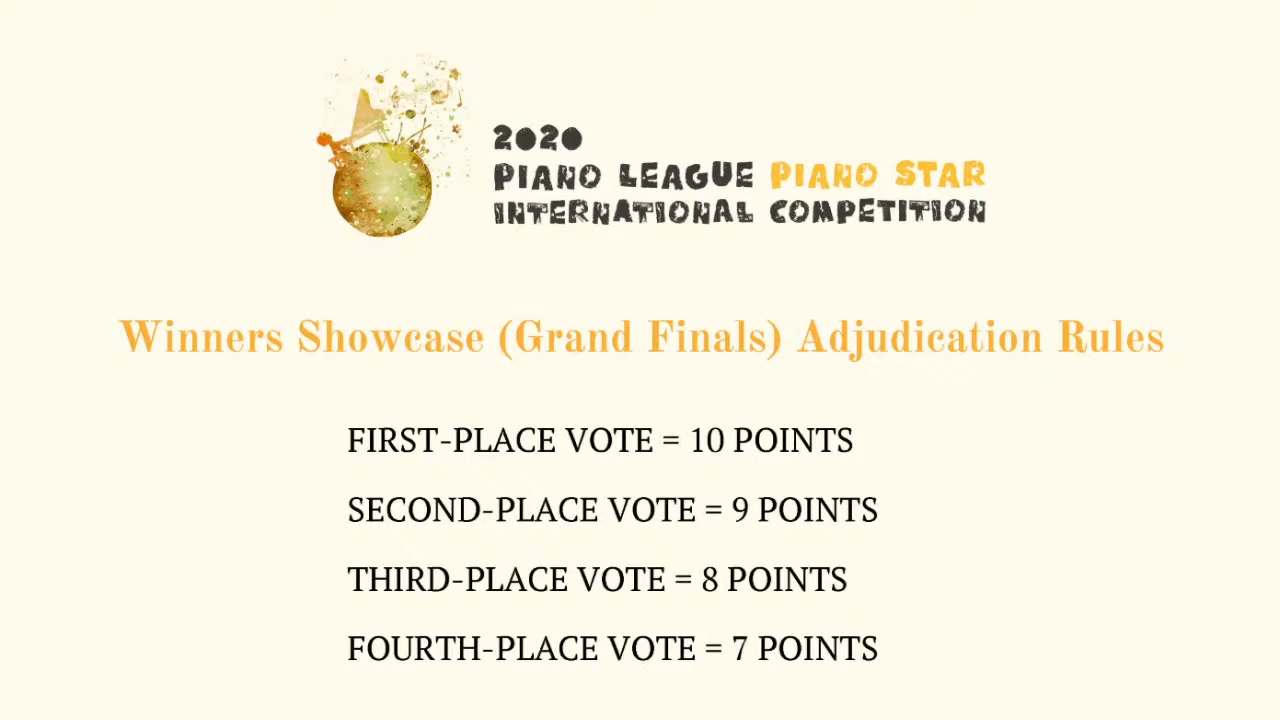 2020
PIANO LEAGUE PIANO STAR
INTERNATIONAL COMPETITION
Winners Showcase (Grand Finals) Adjudication Rules
FIRST-PLACE VOTE = 10 POINTS
SECOND-PLACE VOTE = 9 POINTS
THIRD-PLACE VOTE = 8 POINTS
FOURTH-PLACE VOTE = 7 POINTS